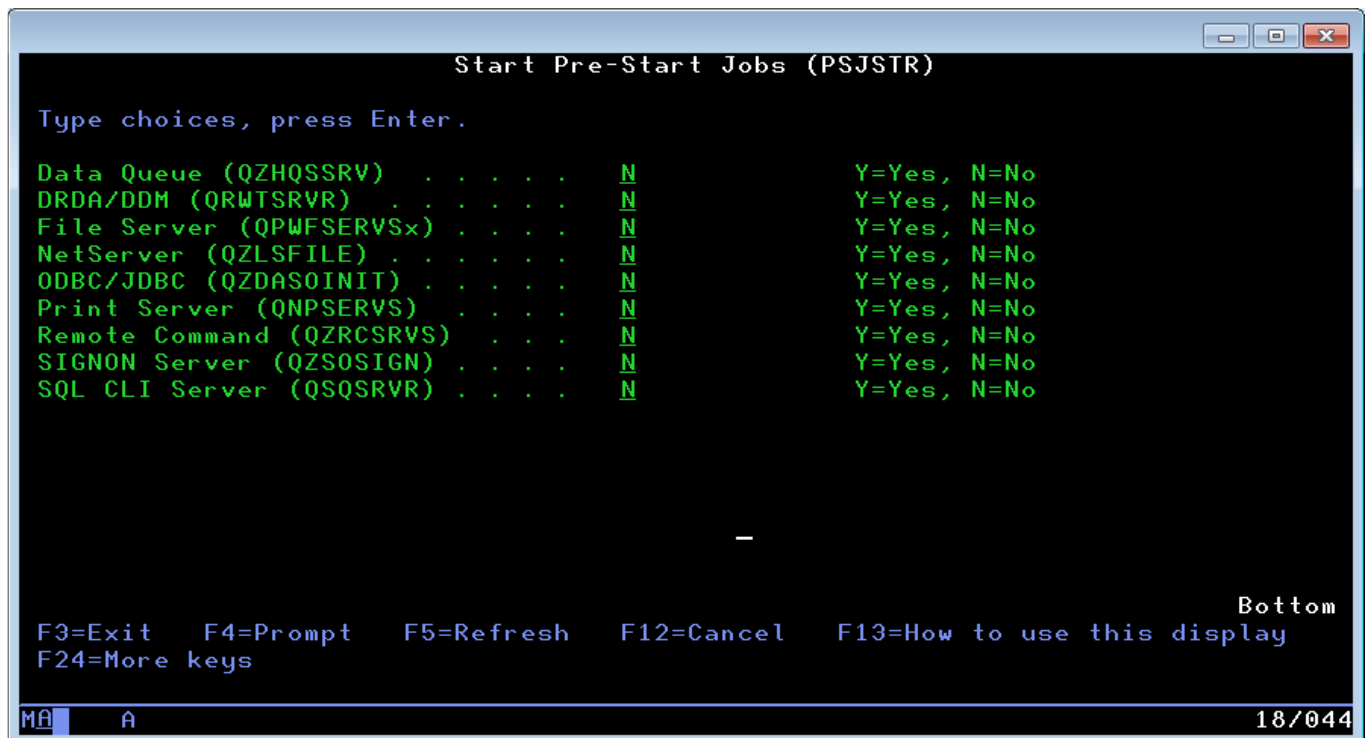 Start Pre-Start Jobs (PSJSTR)
Type choices, press Enter.
Data Queue (QZHQSSRV) . . . . . N Y=Yes, N=No
DRDA/DDM (QRWTSRVR) . . . . . . N Y=Yes, N=No
File Server (QPWFSERVSx) . . . . N Y=Yes, N=No
NetServer (QZLSFILE) . . . . . . N Y=Yes, N=No
ODBC/JDBC (QZDASOINIT) . . . . . N Y=Yes, N=No
Print Server (QNPSERVS) . . . . N Y=Yes, N=No
Remote Command (QZRCSRVS) . . . N Y=Yes, N=No
SIGNON Server (QZSOSIGN) . . . . N Y=Yes, N=No
SQL CLI Server (QSQSRVR) . . . . N Y=Yes, N=No
Bottom
F3=Exit F4=Prompt F5=Refresh F12=Cancel F13=How to use this display
F24=More keys
MA A 18/044